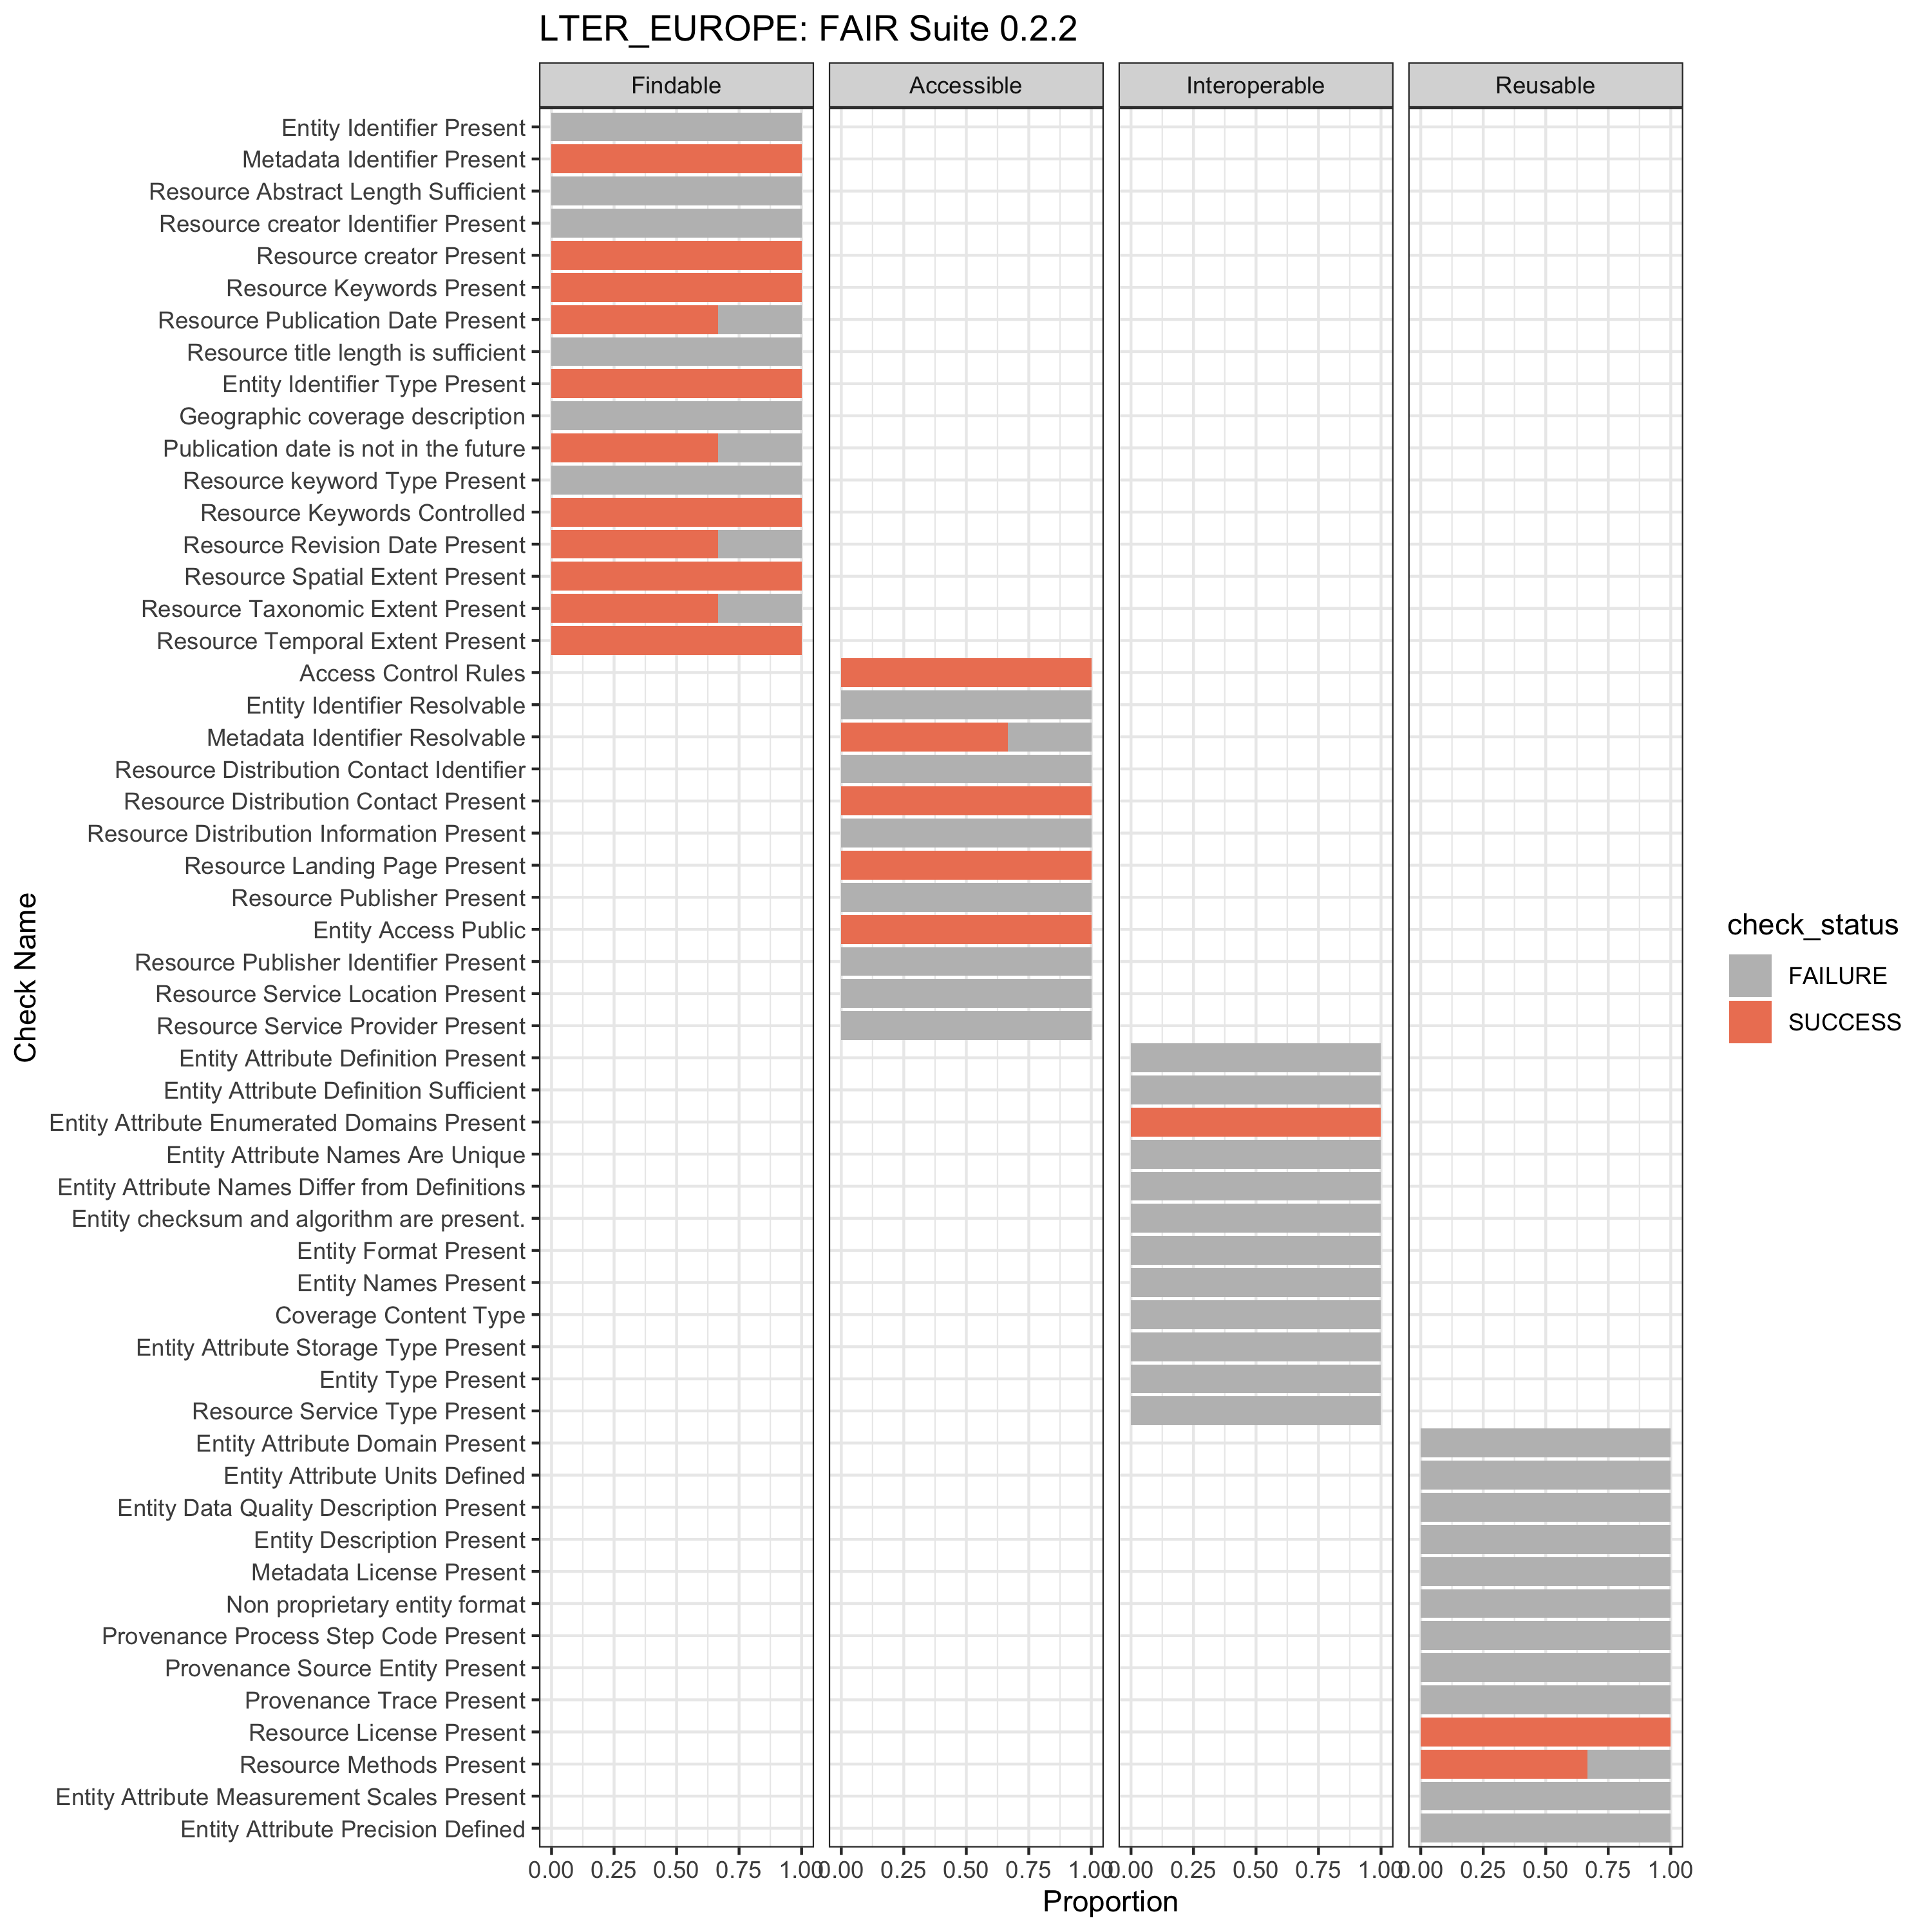 LTER_EUROPE: FAIR Suite 0.2.2
Findable Accessible Interoperable Reusable
Entity Identifier Present
Metadata Identifier Present
Resource Abstract Length Sufficient
Resource creator Identifier Present
Resource creator Present
Resource Keywords Present
Resource Publication Date Present
Resource title length is sufficient
Entity Identifier Type Present
Geographic coverage description
Publication date is not in the future
Resource keyword Type Present
Resource Keywords Controlled
Resource Revision Date Present
Resource Spatial Extent Present
Resource Taxonomic Extent Present
Resource Temporal Extent Present
Access Control Rules
Entity Identifier Resolvable
Metadata Identifier Resolvable
Resource Distribution Contact Identifier
Resource Distribution Contact Present
Resource Distribution Information Present
Resource Landing Page Present
Resource Publisher Present
Entity Access Public
Resource Publisher Identifier Present
Resource Service Location Present
Resource Service Provider Present
Entity Attribute Definition Present
Entity Attribute Definition Sufficient
Entity Attribute Enumerated Domains Present
Entity Attribute Names Are Unique
Entity Attribute Names Differ from Definitions
Entity checksum and algorithm are present.
Entity Format Present
Entity Names Present
Coverage Content Type
Entity Attribute Storage Type Present
Entity Type Present
Resource Service Type Present
Entity Attribute Domain Present
Entity Attribute Units Defined
Entity Data Quality Description Present
Entity Description Present
Metadata License Present
Non proprietary entity format
Provenance Process Step Code Present
Provenance Source Entity Present
Provenance Trace Present
Resource License Present
Resource Methods Present
Entity Attribute Measurement Scales Present
Entity Attribute Precision Defined
0.00 0.25 0.50 0.75 1.00 0.00 0.25 0.50 0.75 1.00 0.00 0.25 0.50 0.75 1.00 0.00 0.25 0.50 0.75 1.00
Proportion
Check Name
check_status
FAILURE
SUCCESS